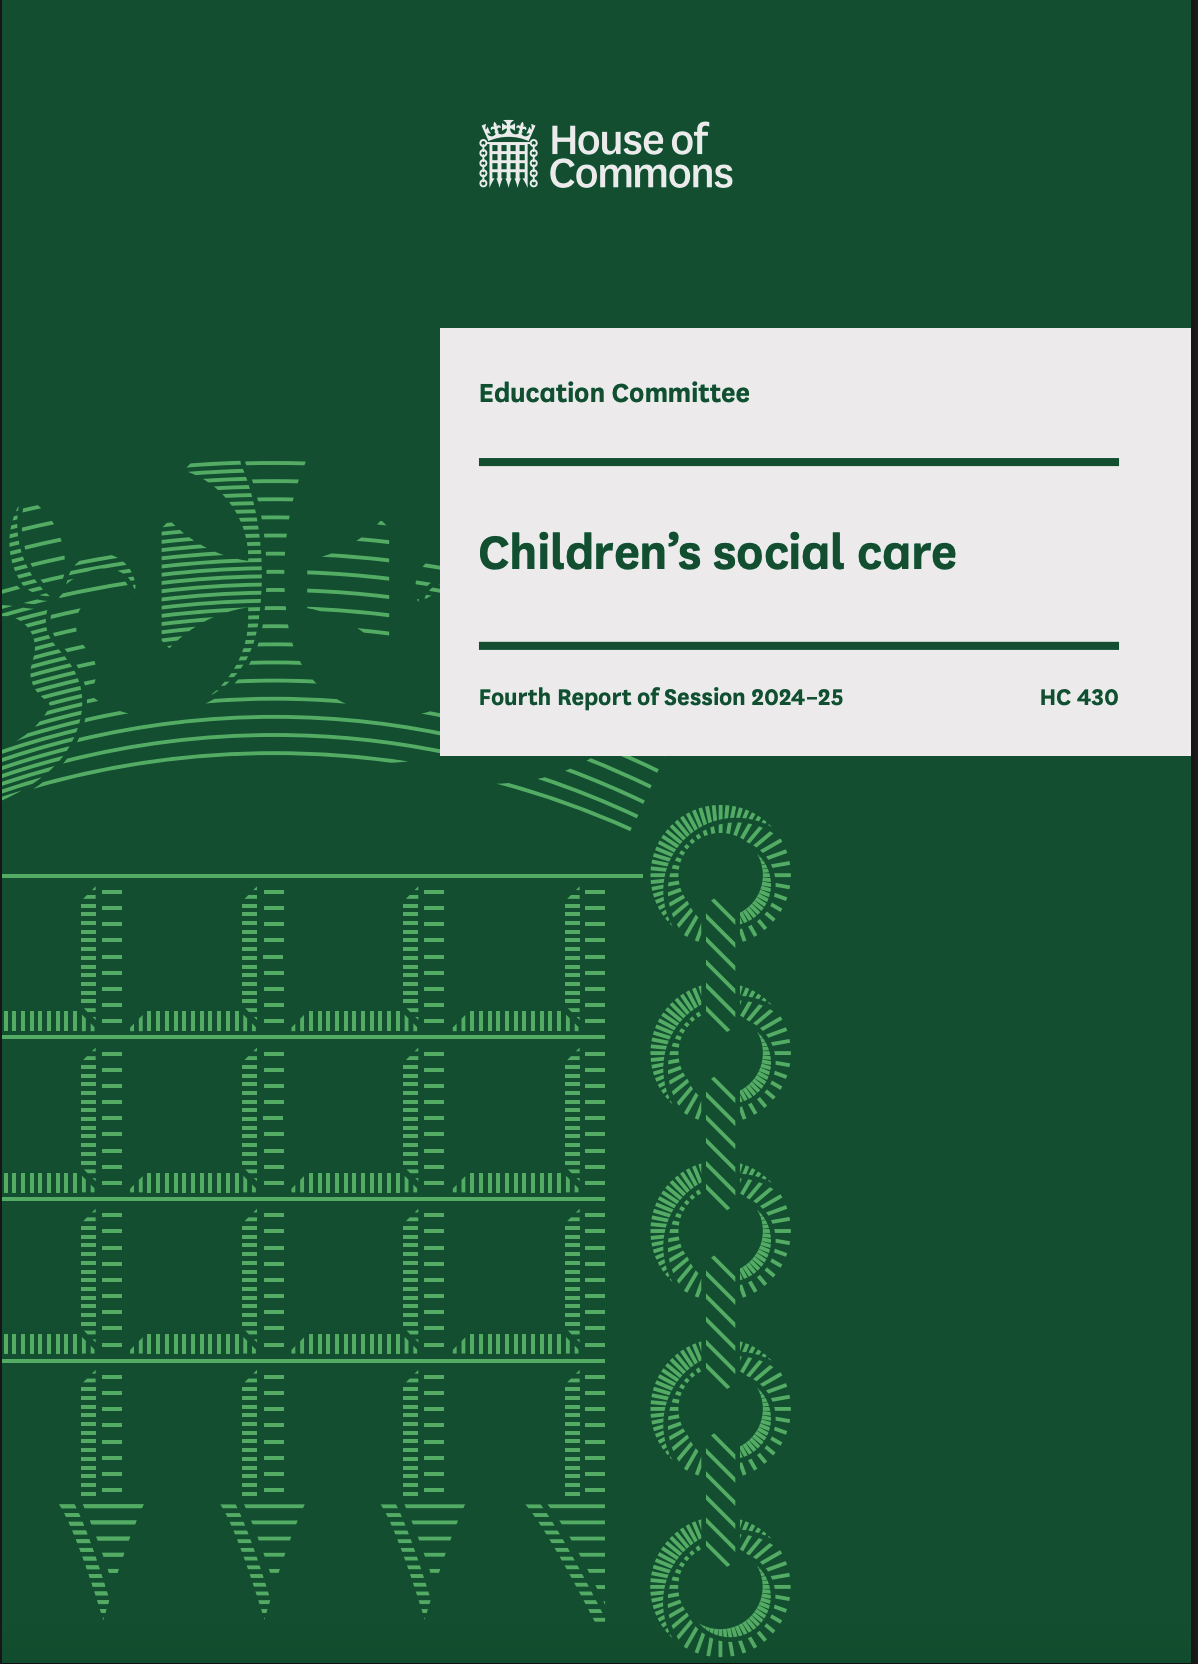 House of
Commons
Education Committee
Children’s social care
Fourth Report of Session 2024–25 HC 430